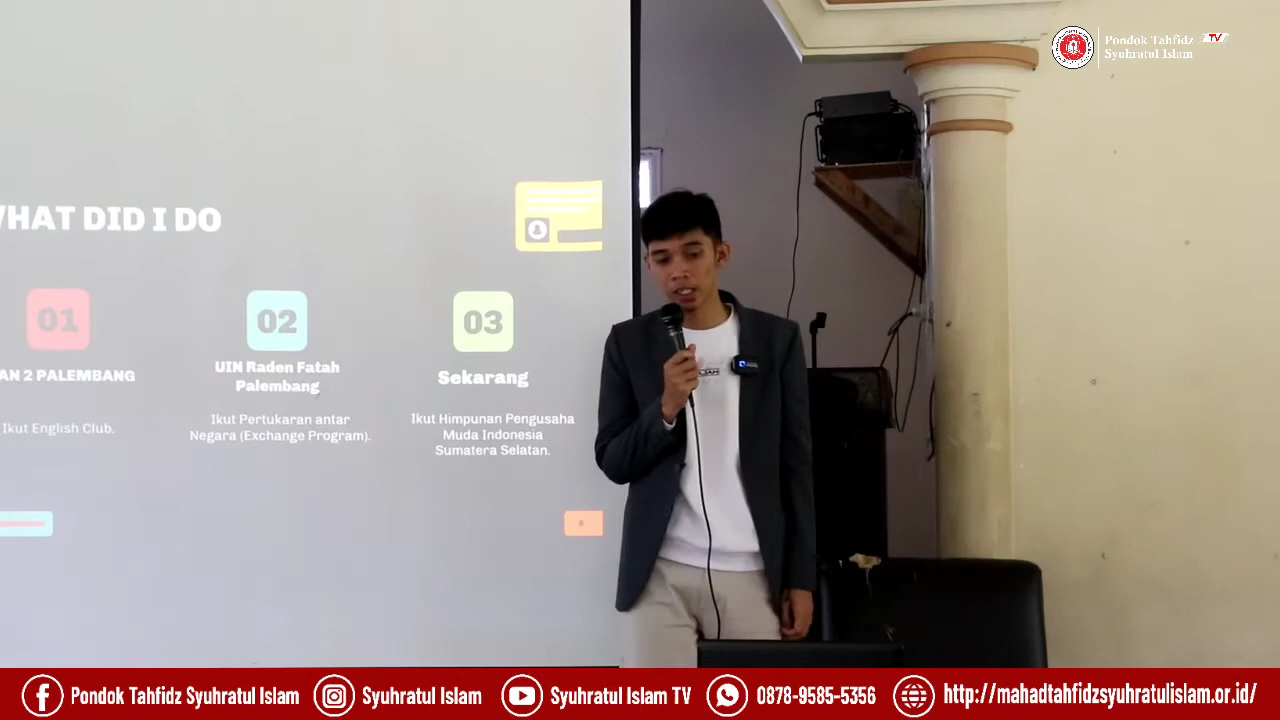 Pondok Tahfidz TV
Syuhratul Islam
WHAT DID I DO
01
02
03
AN 2 PALEMBANG
UIN Raden Fatah
Palembang
Sekarang
Ikut English Club.
Ikut Pertukaran antar
Negara (Exchange Program).
Ikut Himpunan Pengusaha
Muda Indonesia
Sumatera Selatan.
Pondok Tahfidz Syuhratul Islam
Syuhratul Islam
Syuhratul Islam TV
0878-9585-5356
http://mahadtahfidzsyuhratulislam.or.id/